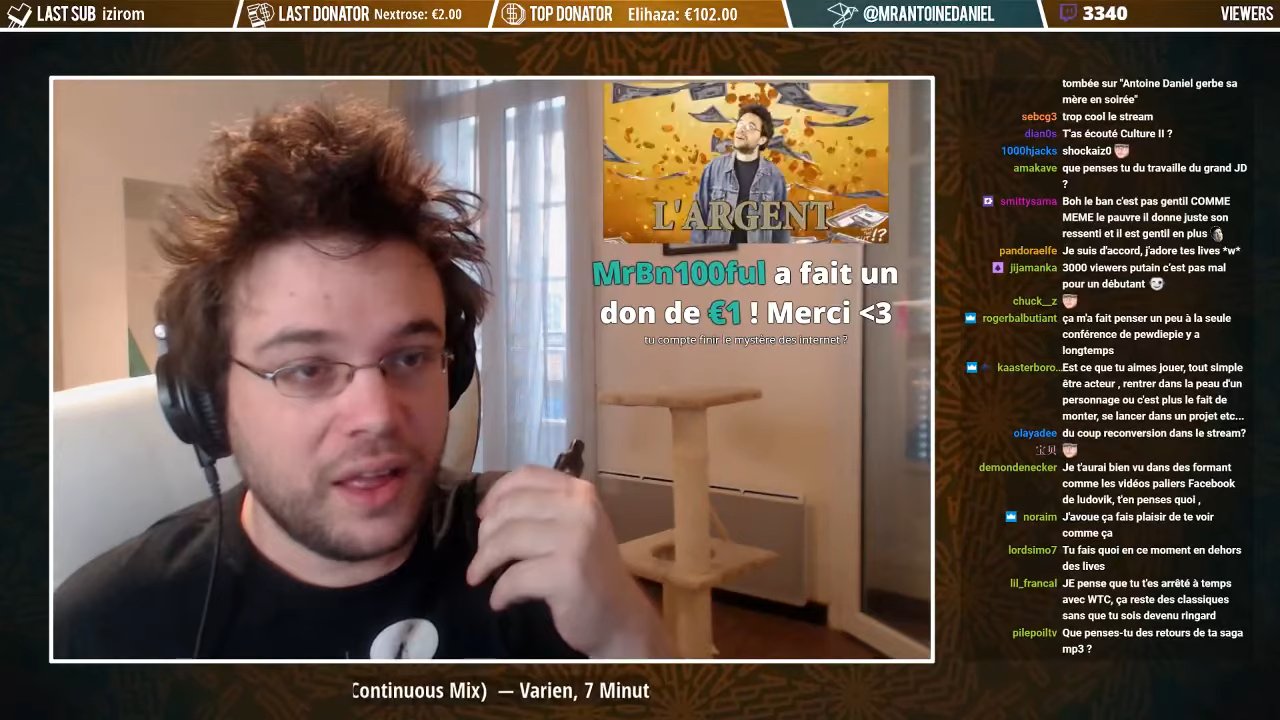 LAST SUB izirom
LAST DONATOR Nextrose: €2.00
TOP DONATOR Elihaza: €102.00
@MRANTOINEDANIEL
3340 VIEWERS
L'ARGENT
!?
MrBn100ful a fait un
don de €1 ! Merci <3
tu compte finir le mystére des internet ?
tombée sur "Antoine Daniel gerbe sa
mère en soirée"
sebcg3 trop cool le stream
dian0s T'as écouté Culture II ?
1000hjacks shockaiz0
amakave que penses tu du travaille du grand JD
?
smittysama Boh le ban c'est pas gentil COMME
MEME le pauvre il donne juste son
ressenti et il est gentil en plus
pandoraelfe Je suis d'accord, j'adore tes lives *w*
jijamanka 3000 viewers putain c'est pas mal
pour un débutant
chuck__z
rogerbalbutiant ça m'a fait penser un peu à la seule
conférence de pewdiepie y a
longtemps
kaasterboro... Est ce que tu aimes jouer, tout simple
être acteur , rentrer dans la peau d'un
personnage ou c'est plus le fait de
monter, se lancer dans un projet etc...
olayadee du coup reconversion dans le stream?
宝贝
demondenecker Je t'aurai bien vu dans des formant
comme les vidéos paliers Facebook
de ludovik, t'en penses quoi ,
noraim J'avoue ça fais plaisir de te voir
comme ça
lordsimo7 Tu fais quoi en ce moment en dehors
des lives
lil_francal JE pense que tu t'es arrêté à temps
avec WTC, ça reste des classiques
sans que tu sois devenu ringard
pilepoiltv Que penses-tu des retours de ta saga
mp3 ?
Continuous Mix) — Varien, 7 Minut